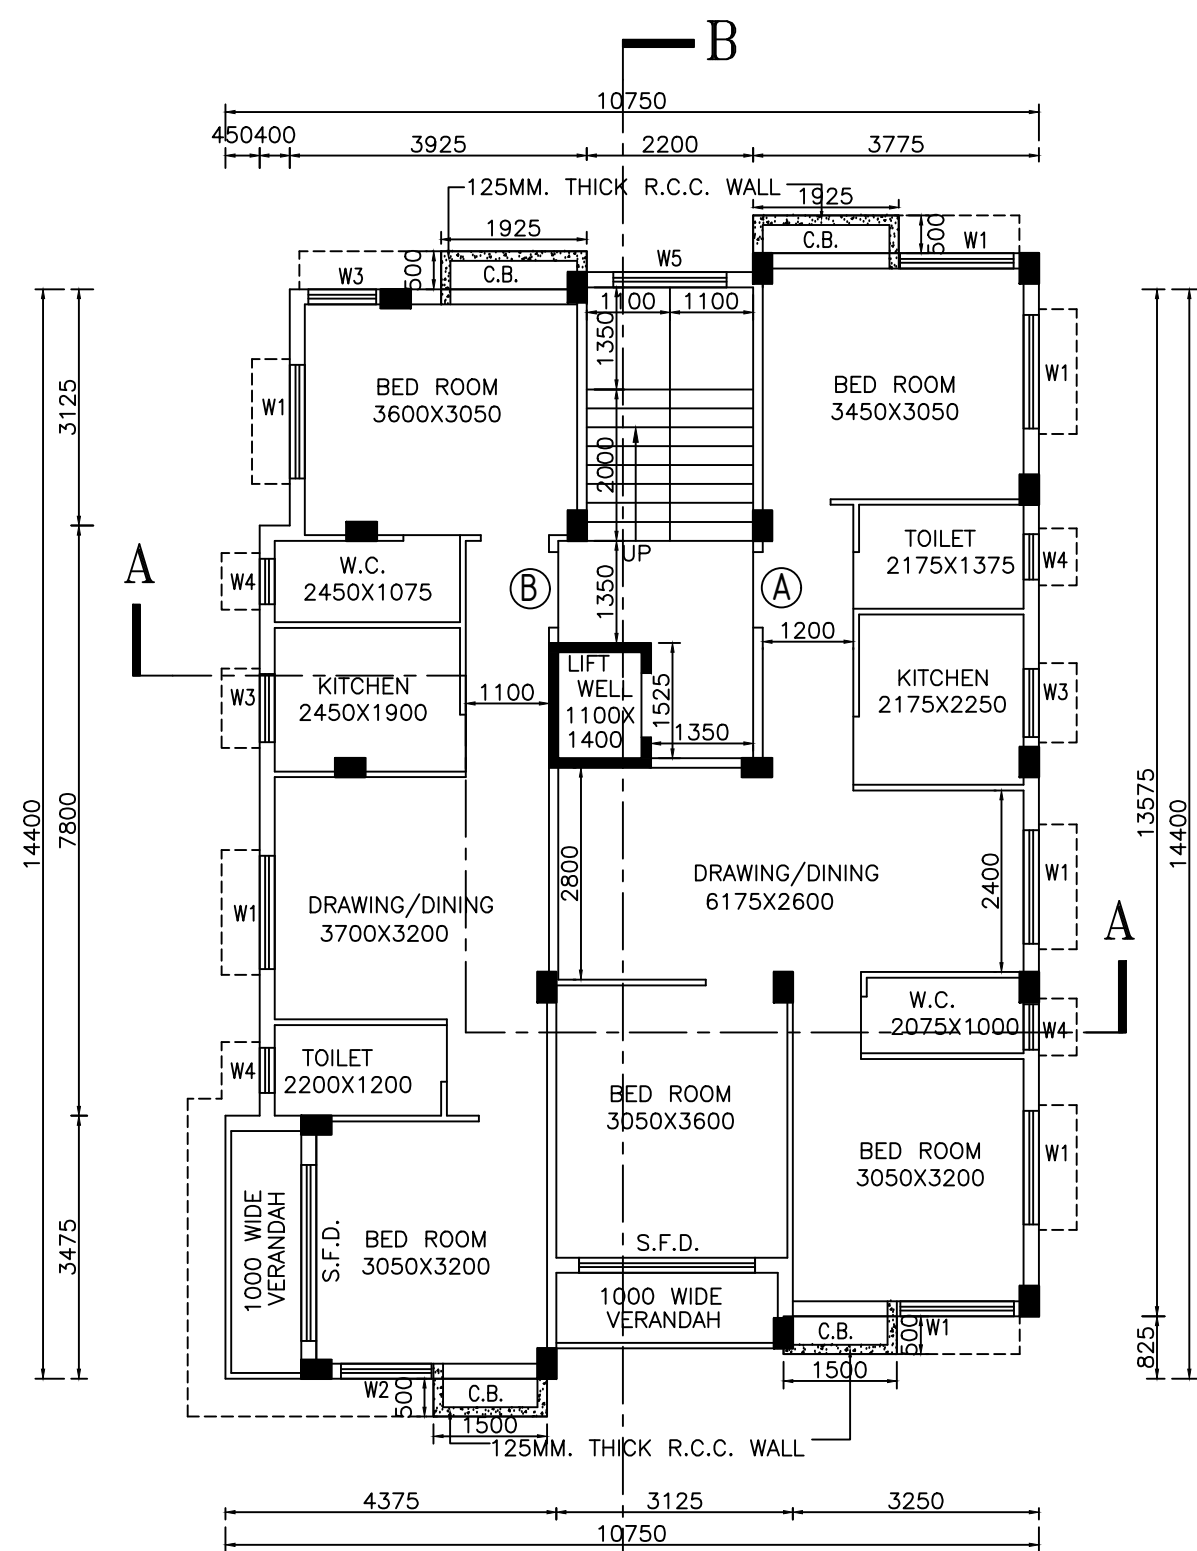 B
10750
450400
3925
2200
3775
125MM. THICK R.C.C. WALL
1925
1925
500
C.B.
W1
500
C.B.
W3
W5
1100
1100
1350
BED ROOM
3600X3050
BED ROOM
3450X3050
W1
W1
3125
2000
UP
A
W4
W.C.
2450X1075
B
1350
A
TOILET
2175X1375
W4
1200
W3
KITCHEN
2450X1900
1100
LIFT
WELL
1100X
1400
1525
1350
KITCHEN
2175X2250
W3
14400
7800
13575
14400
2800
DRAWING/DINING
6175X2600
2400
W1
W1
DRAWING/DINING
3700X3200
A
W.C.
2075X1000
W4
W4
TOILET
2200X1200
BED ROOM
3050X3600
BED ROOM
3050X3200
W1
3475
1000 WIDE
VERANDAH
S.F.D.
BED ROOM
3050X3200
S.F.D.
1000 WIDE
VERANDAH
C.B.
500
W1
825
1500
W2
500
C.B.
1500
125MM. THICK R.C.C. WALL
4375
3125
3250
10750